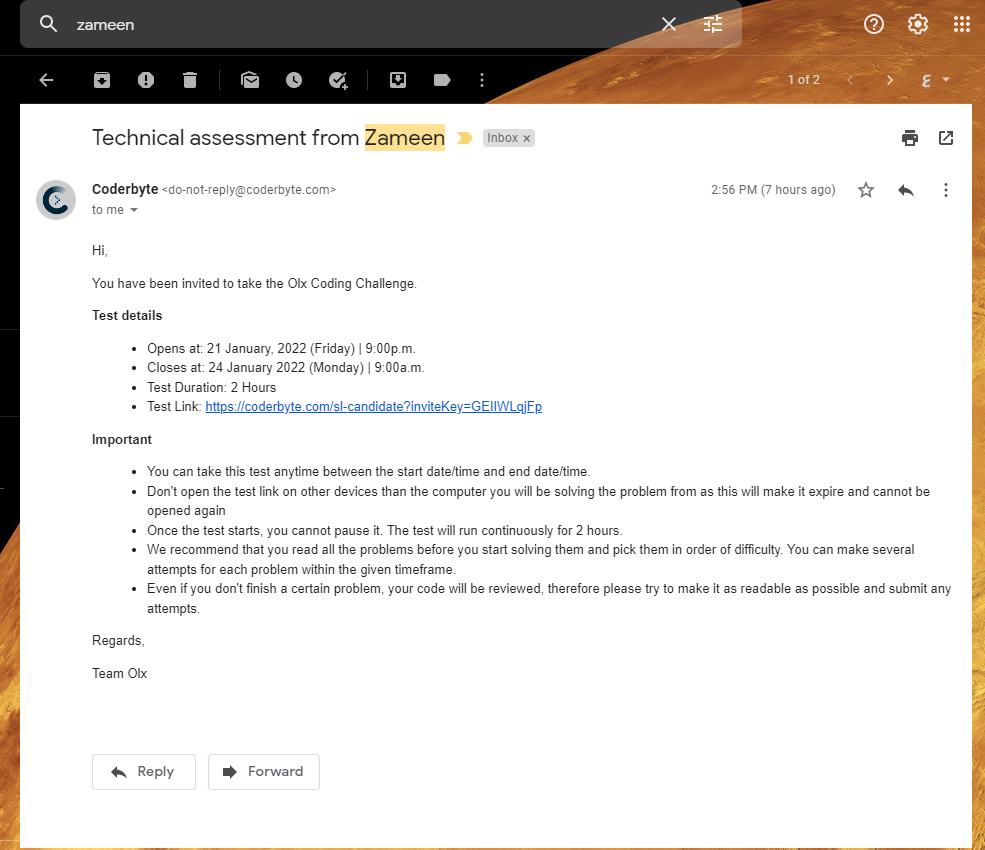 zameen
1 of 2
Technical assessment from Zameen
Inbox ×
Coderbyte <do-not-reply@coderbyte.com>
2:56 PM (7 hours ago)
to me
Hi,
You have been invited to take the Olx Coding Challenge.
Test details
• Opens at: 21 January, 2022 (Friday) | 9:00p.m.
• Closes at: 24 January 2022 (Monday) | 9:00a.m.
• Test Duration: 2 Hours
• Test Link: https://coderbyte.com/sl-candidate?inviteKey=GEIIWLqjFp
Important
• You can take this test anytime between the start date/time and end date/time.
• Don't open the test link on other devices than the computer you will be solving the problem from as this will make it expire and cannot be
opened again
• Once the test starts, you cannot pause it. The test will run continuously for 2 hours.
• We recommend that you read all the problems before you start solving them and pick them in order of difficulty. You can make several
attempts for each problem within the given timeframe.
• Even if you don't finish a certain problem, your code will be reviewed, therefore please try to make it as readable as possible and submit any
attempts.
Regards,
Team Olx
Reply
Forward